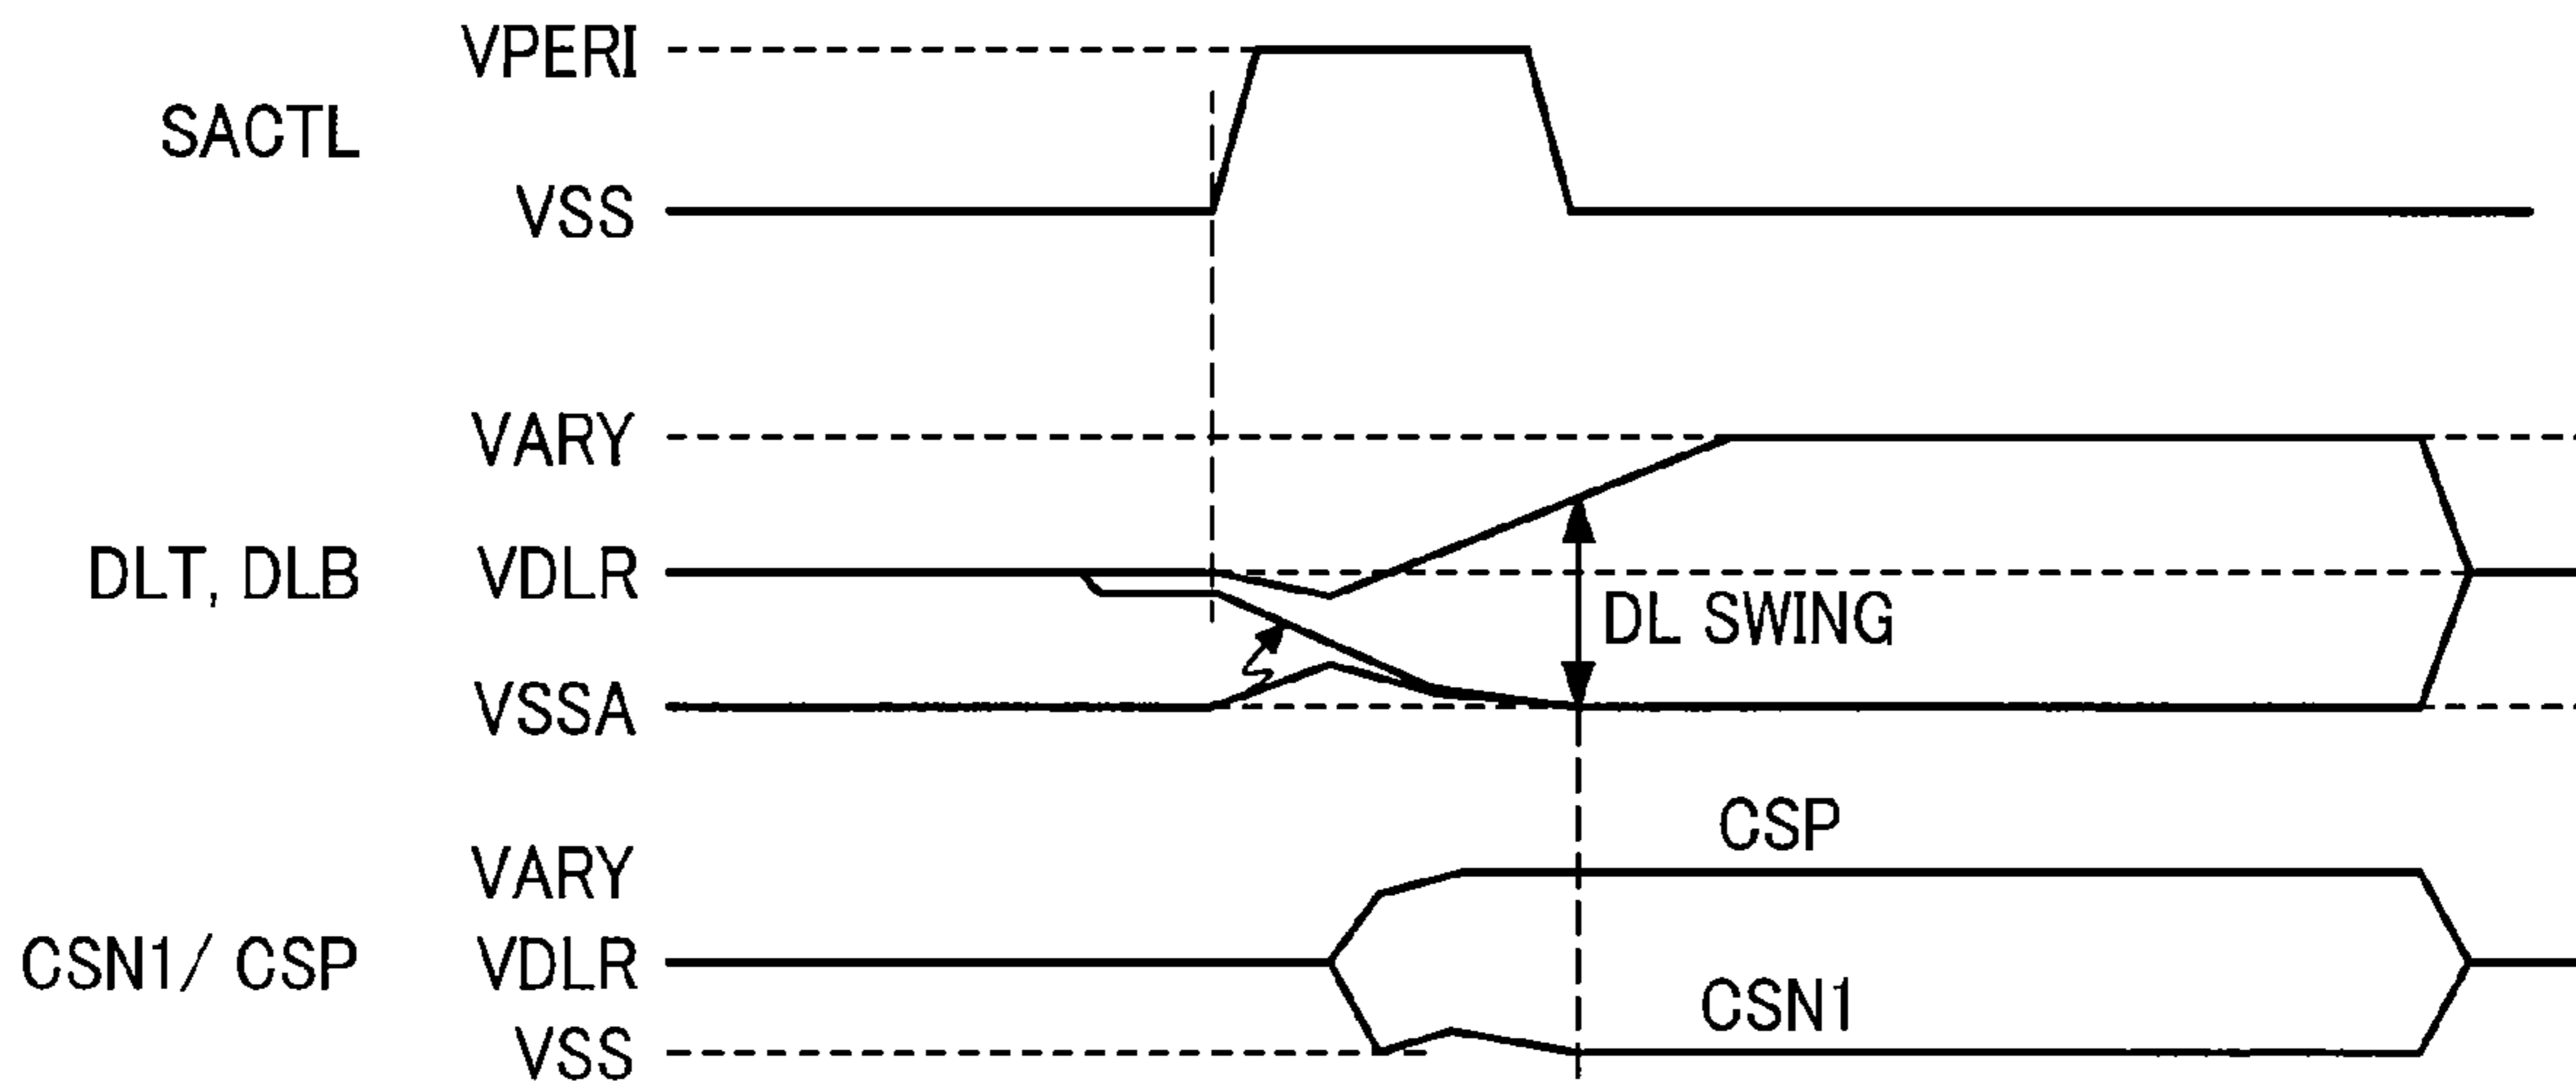 VPERI
SACTL
VSS
VARY
DLT, DLB VDLR
DL SWING
VSSA
CSP
VARY
CSN1/ CSP VDLR
CSN1
VSS